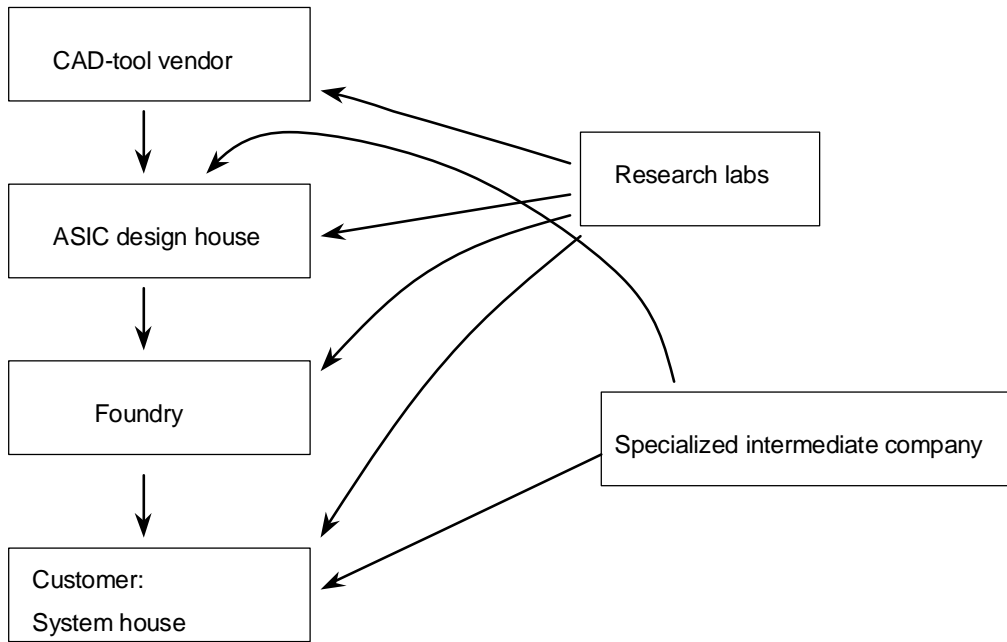 CAD-tool vendor
Research labs
ASIC design house
Foundry
Specialized intermediate company
Customer:
System house